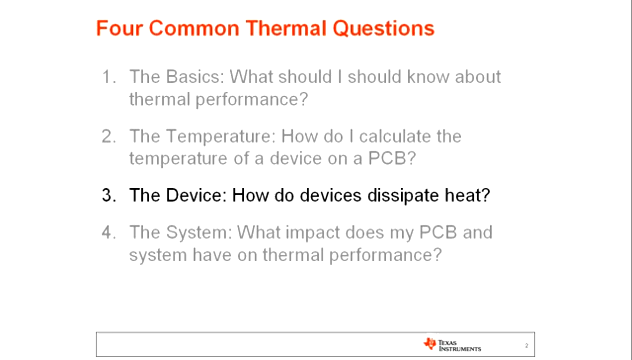 Four Common Thermal Questions
1. The Basics: What should I should know about
thermal performance?
2. The Temperature: How do I calculate the
temperature of a device on a PCB?
3. The Device: How do devices dissipate heat?
4. The System: What impact does my PCB and
system have on thermal performance?
TEXAS
INSTRUMENTS
2